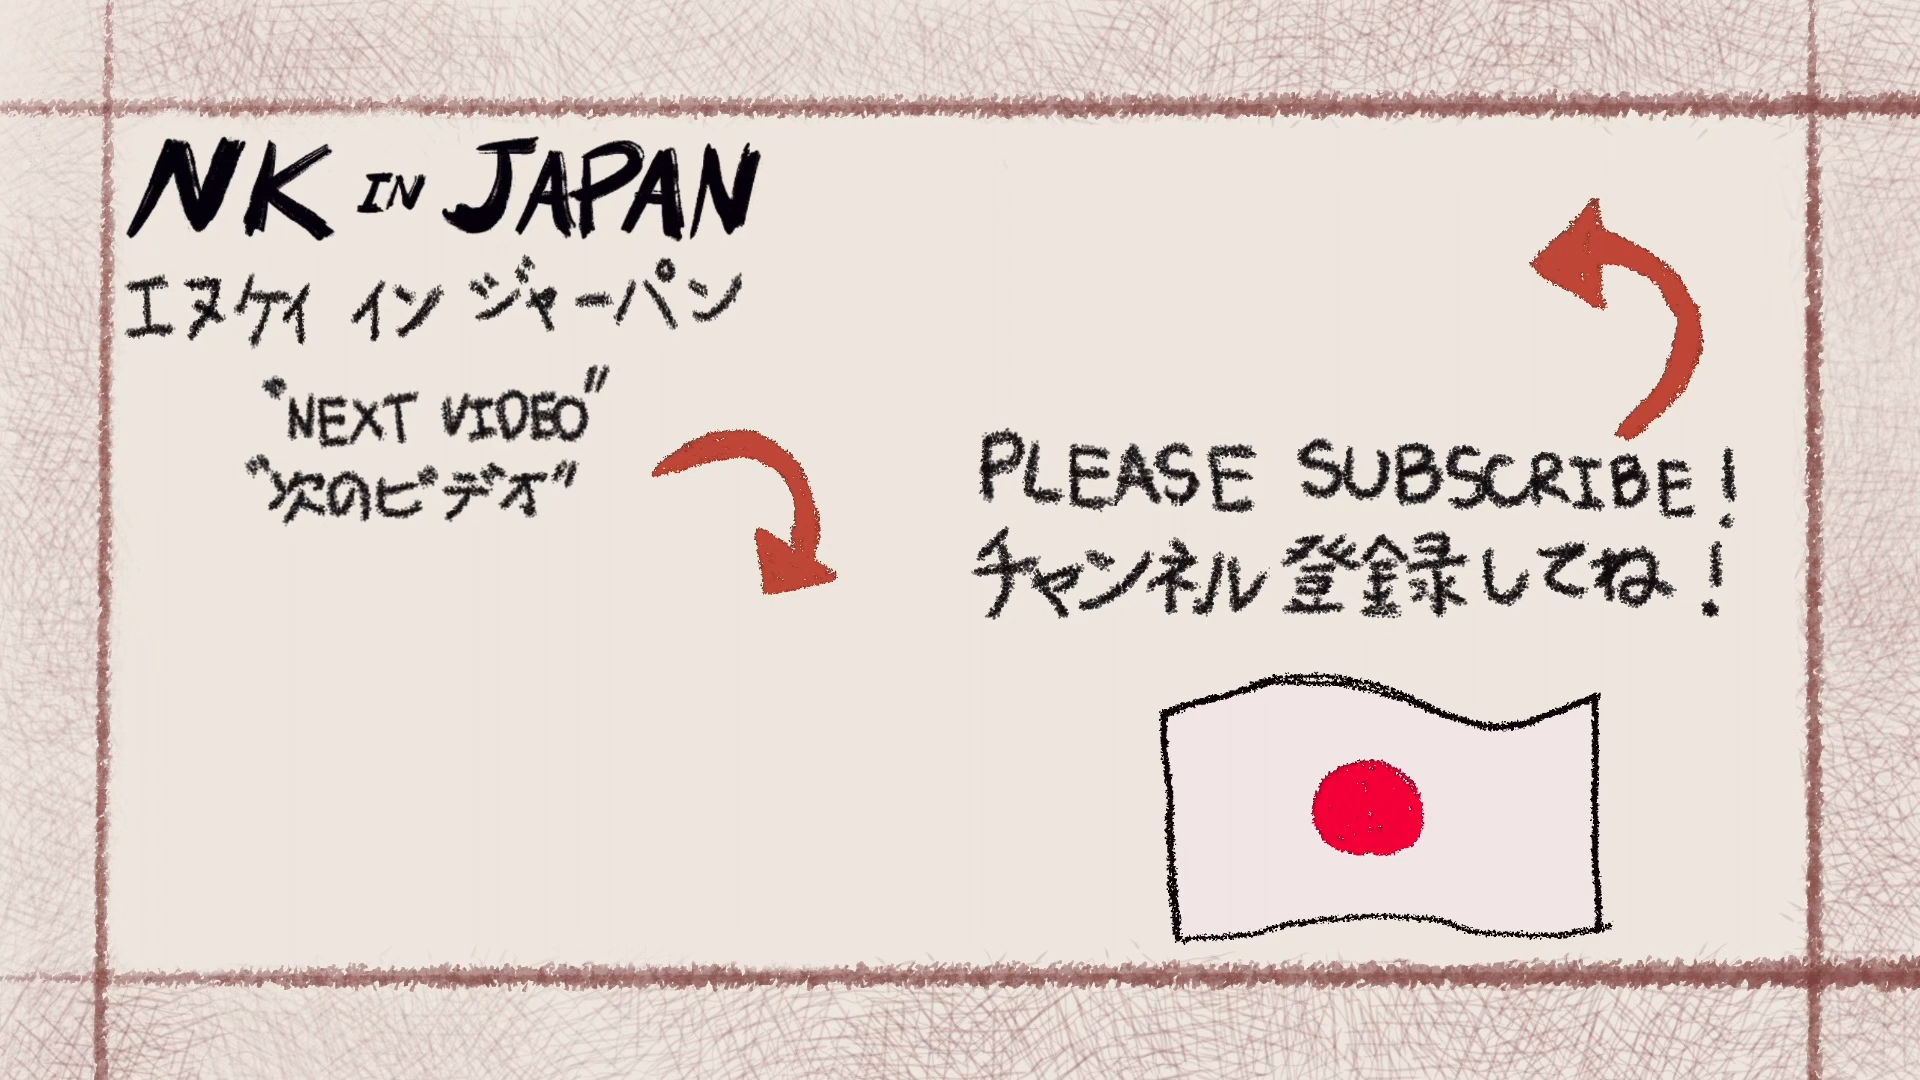 NK IN JAPAN
エヌケイ イン ジャーパン
"NEXT VIDEO"
"次のビデオ"
PLEASE SUBSCRIBE!
チャンネル登録してね!